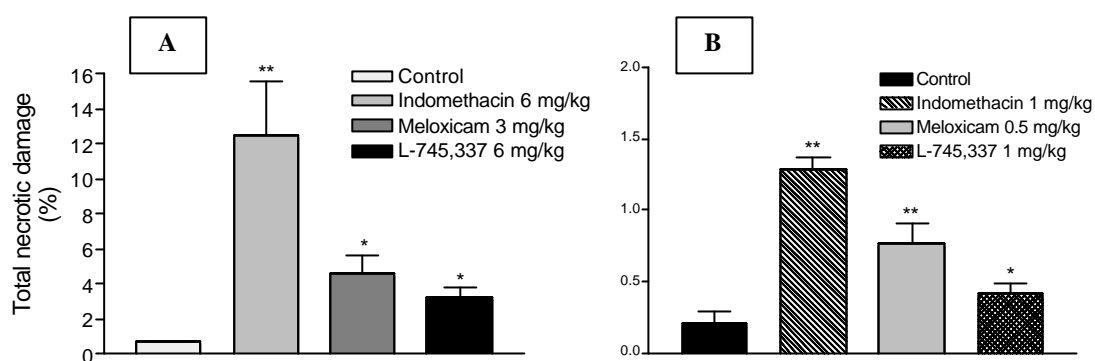 A
Total necrotic damage
(%)
16
14
12
10
8
6
4
2
0
**
*
*
Control
Indomethacin 6 mg/kg
Meloxicam 3 mg/kg
L-745,337 6 mg/kg
B
2.0
1.5
1.0
0.5
0.0
**
**
*
Control
Indomethacin 1 mg/kg
Meloxicam 0.5 mg/kg
L-745,337 1 mg/kg